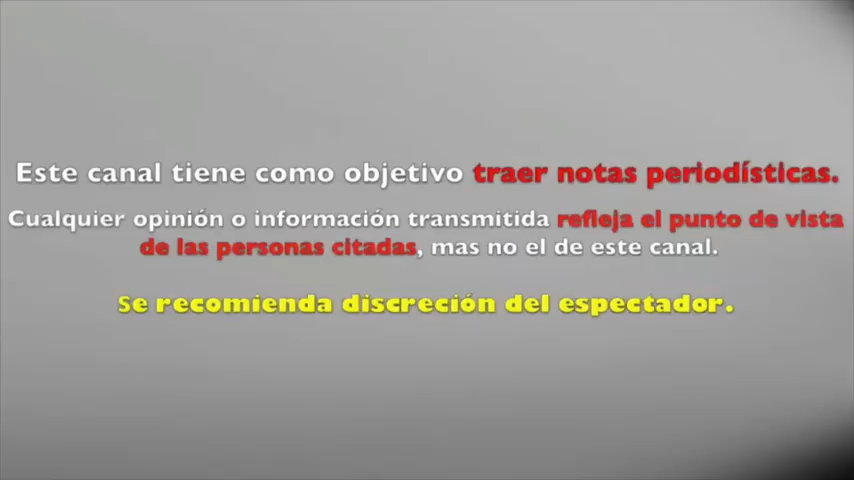 Este canal tiene como objetivo traer notas periodísticas.
Cualquier opinión o información transmitida refleja el punto de vista
de las personas citadas, mas no el de este canal.
Se recomienda discreción del espectador.